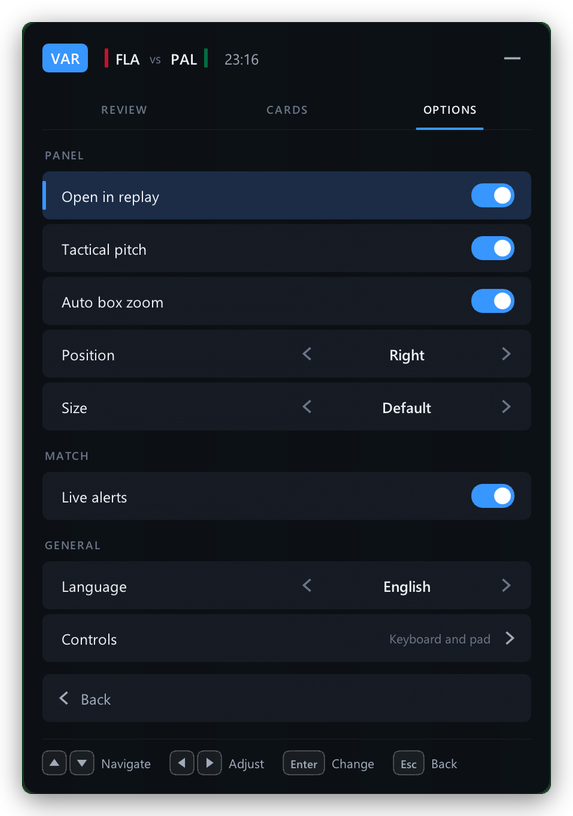 VAR FLA vs PAL 23:16
REVIEW CARDS OPTIONS
PANEL
Open in replay
Tactical pitch
Auto box zoom
Position Right
Size Default
MATCH
Live alerts
GENERAL
Language English
Controls Keyboard and pad
Back
Navigate Adjust Enter Change Esc Back